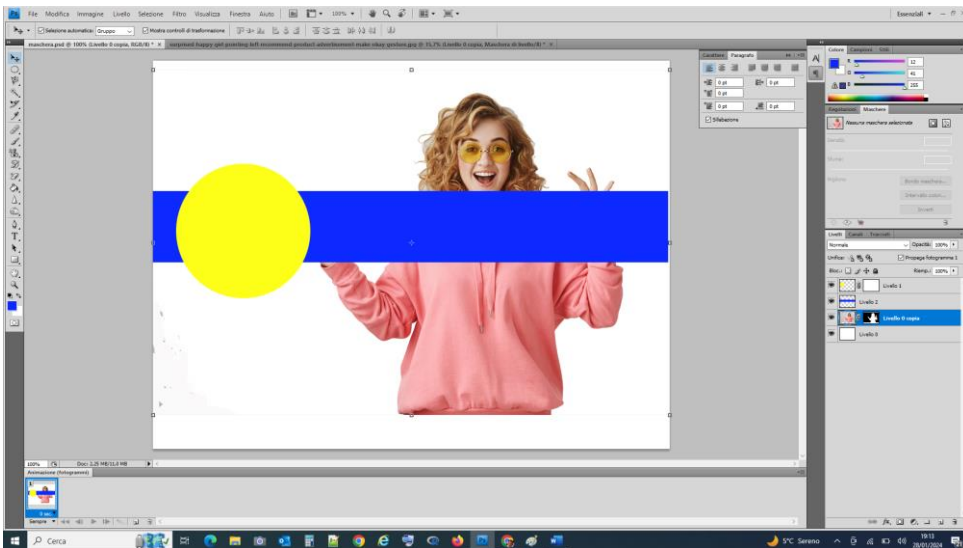 File Modifica Immagine Livello Selezione Filtro Visualizza Finestra Aiuto 100% Essenziali
Selezione automatica: Gruppo Mostra controlli di trasformazione
maschera.psd @ 100% (Livello 0 copia, RGB/8) * x
Carattere Paragrafo
0 pt 0 pt
0 pt
0 pt 0 pt
Sillabazione
Colore Campioni Stili
R 12
G 41
B 255
Regolazioni Maschere
Nessuna maschera selezionata
Densità:
Sfuma:
Migliora:
Bordo maschera...
Intervallo colori...
Inverti
Livelli Canali Tracciati
Normale Opacità: 100%
Unifica: Propaga fotogramma 1
Bloc.: Riemp.: 100%
Livello 1
Livello 2
Livello 0 copia
Livello 0
100% Doc: 2,25 MB/11,0 MB
Animazione (fotogrammi)
1
0 sec.
Sempre
Cerca
5°C Sereno
19:13
28/01/2024